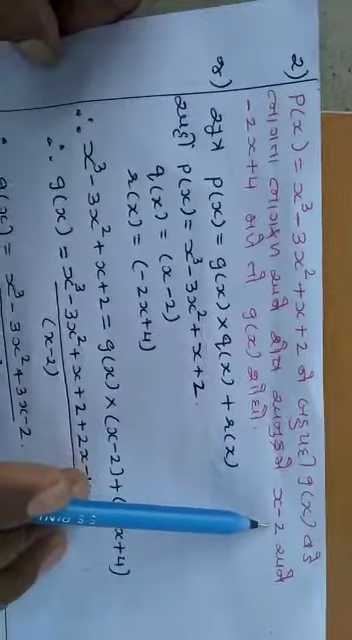 2) P(x) = x³ - 3x² + x + 2 ને બહુપદી g(x) વડે
ભાગતા ભાગફળ અને શેષ અનુક્રમે x-2 અને
-2x+4 મળે તો g(x) શોધો.
સૂત્ર P(x) = g(x) × q(x) + r(x)
અહીં P(x) = x³ - 3x² + x + 2.
q(x) = (x-2)
r(x) = (-2x+4)
∴ x³ - 3x² + x + 2 = g(x) × (x-2) + ( x+4)
∴ g(x) = x³ - 3x² + x + 2 + 2x -
(x-2)
∴ g(x) = x³ - 3x² + 3x - 2